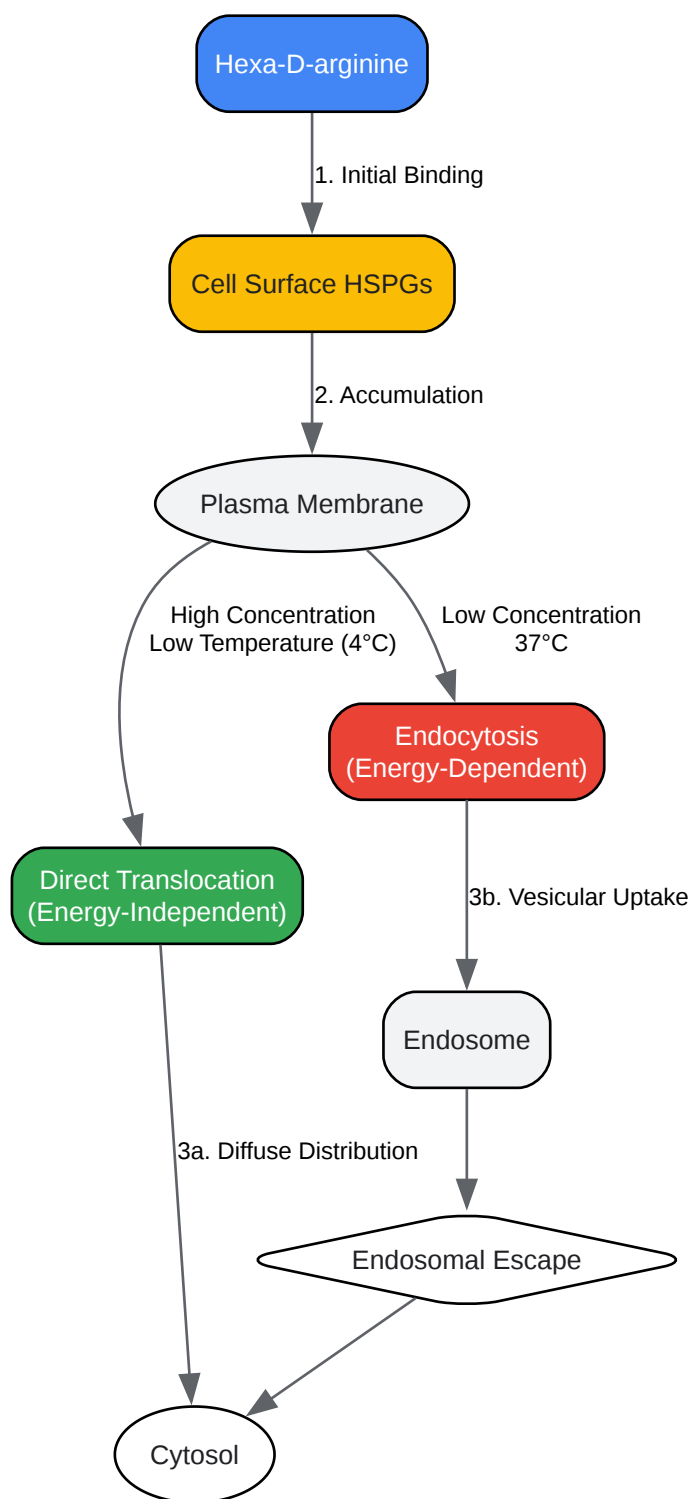 Hexa-D-arginine
1. Initial Binding
Cell Surface HSPGs
2. Accumulation
Plasma Membrane
High Concentration
Low Temperature (4°C)
Low Concentration
37°C
Endocytosis
(Energy-Dependent)
Direct Translocation
(Energy-Independent)
3b. Vesicular Uptake
Endosome
3a. Diffuse Distribution
Endosomal Escape
Cytosol